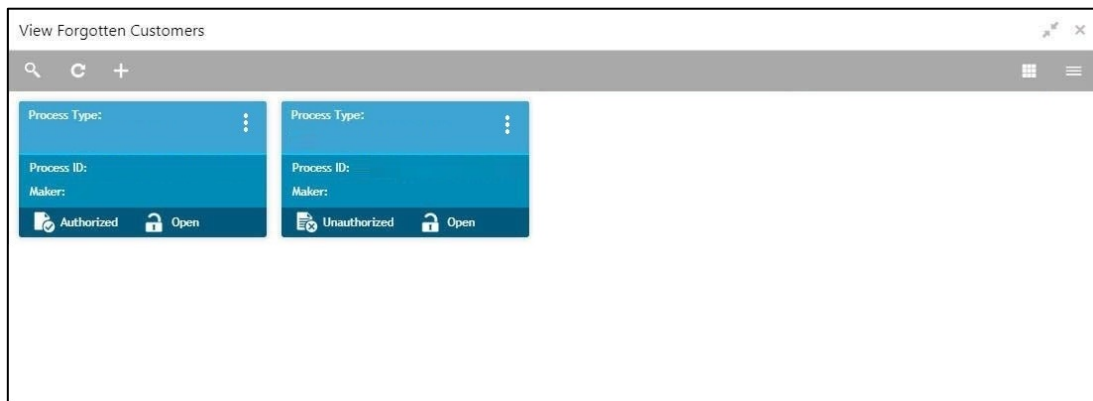 View Forgotten Customers
Process Type:
Process ID:
Maker:
Authorized Open
Process Type:
Process ID:
Maker:
Unauthorized Open